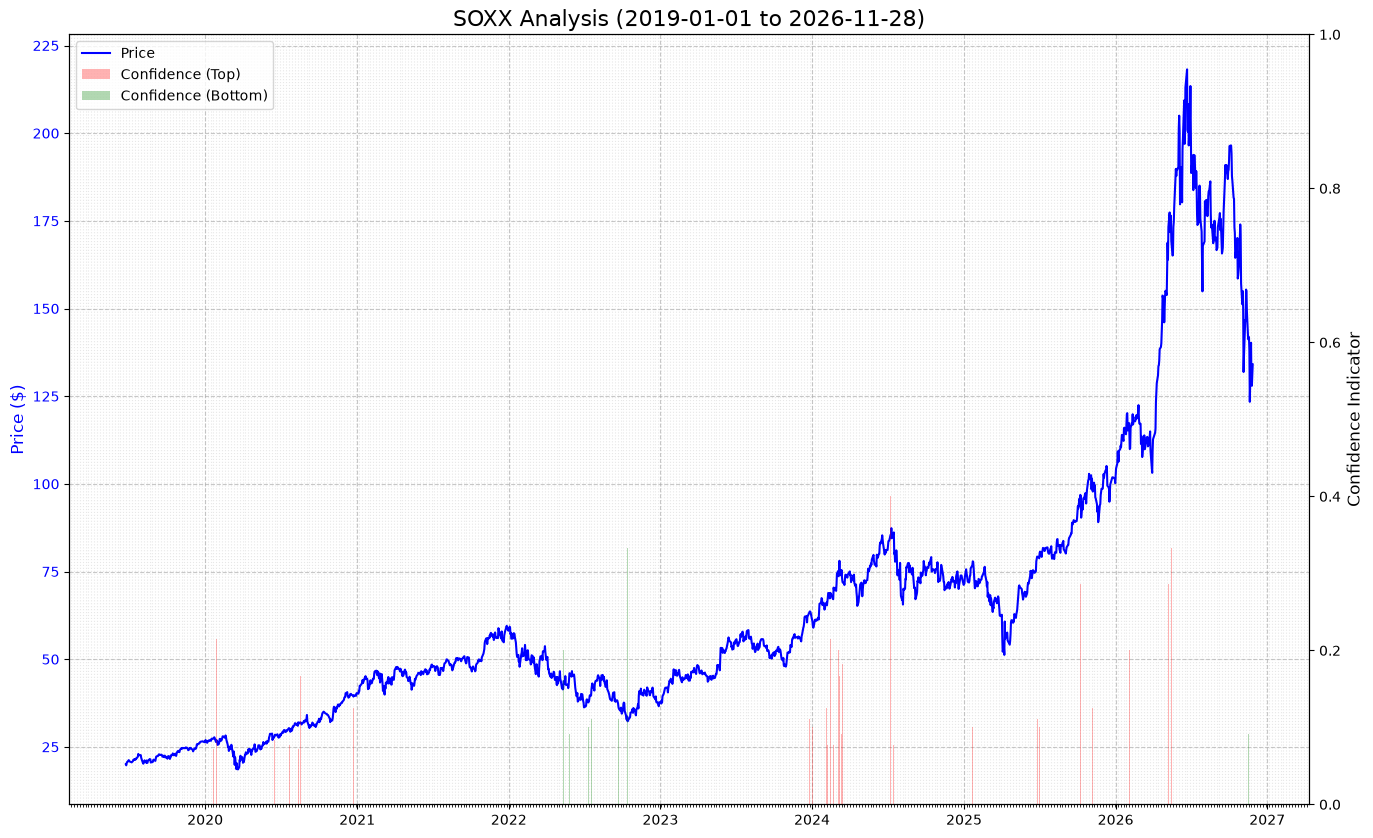 SOXX Analysis (2019-01-01 to 2026-11-28)
Price
Confidence (Top)
Confidence (Bottom)
225
200
175
150
125
100
75
50
25
Price ($)
1.0
0.8
0.6
0.4
0.2
0.0
Confidence Indicator
2020 2021 2022 2023 2024 2025 2026 2027